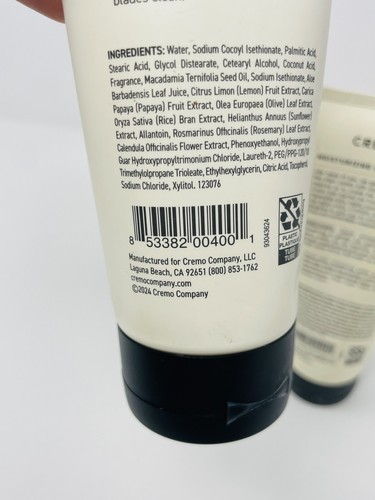 INGREDIENTS: Water, Sodium Cocoyl Isethionate, Palmitic Acid,
Stearic Acid, Glycol Distearate, Cetearyl Alcohol, Coconut Acid,
Fragrance, Macadamia Ternifolia Seed Oil, Sodium Isethionate, Aloe
Barbadensis Leaf Juice, Citrus Limon (Lemon) Fruit Extract, Carica
Papaya (Papaya) Fruit Extract, Olea Europaea (Olive) Leaf Extract,
Oryza Sativa (Rice) Bran Extract, Helianthus Annuus (Sunflower)
Extract, Allantoin, Rosmarinus Officinalis (Rosemary) Leaf Extract,
Calendula Officinalis Flower Extract, Phenoxyethanol, Hydroxypropyl
Guar Hydroxypropyltrimonium Chloride, Laureth-2, PEG/PPG-120/10
Trimethylolpropane Trioleate, Ethylhexylglycerin, Citric Acid, Tocopherol,
Sodium Chloride, Xylitol. 123076
8 53382 00400 1
93043624
PLASTIC
TUBE
Manufactured for Cremo Company, LLC
Laguna Beach, CA 92651 (800) 853-1762
cremocompany.com
©2024 Cremo Company